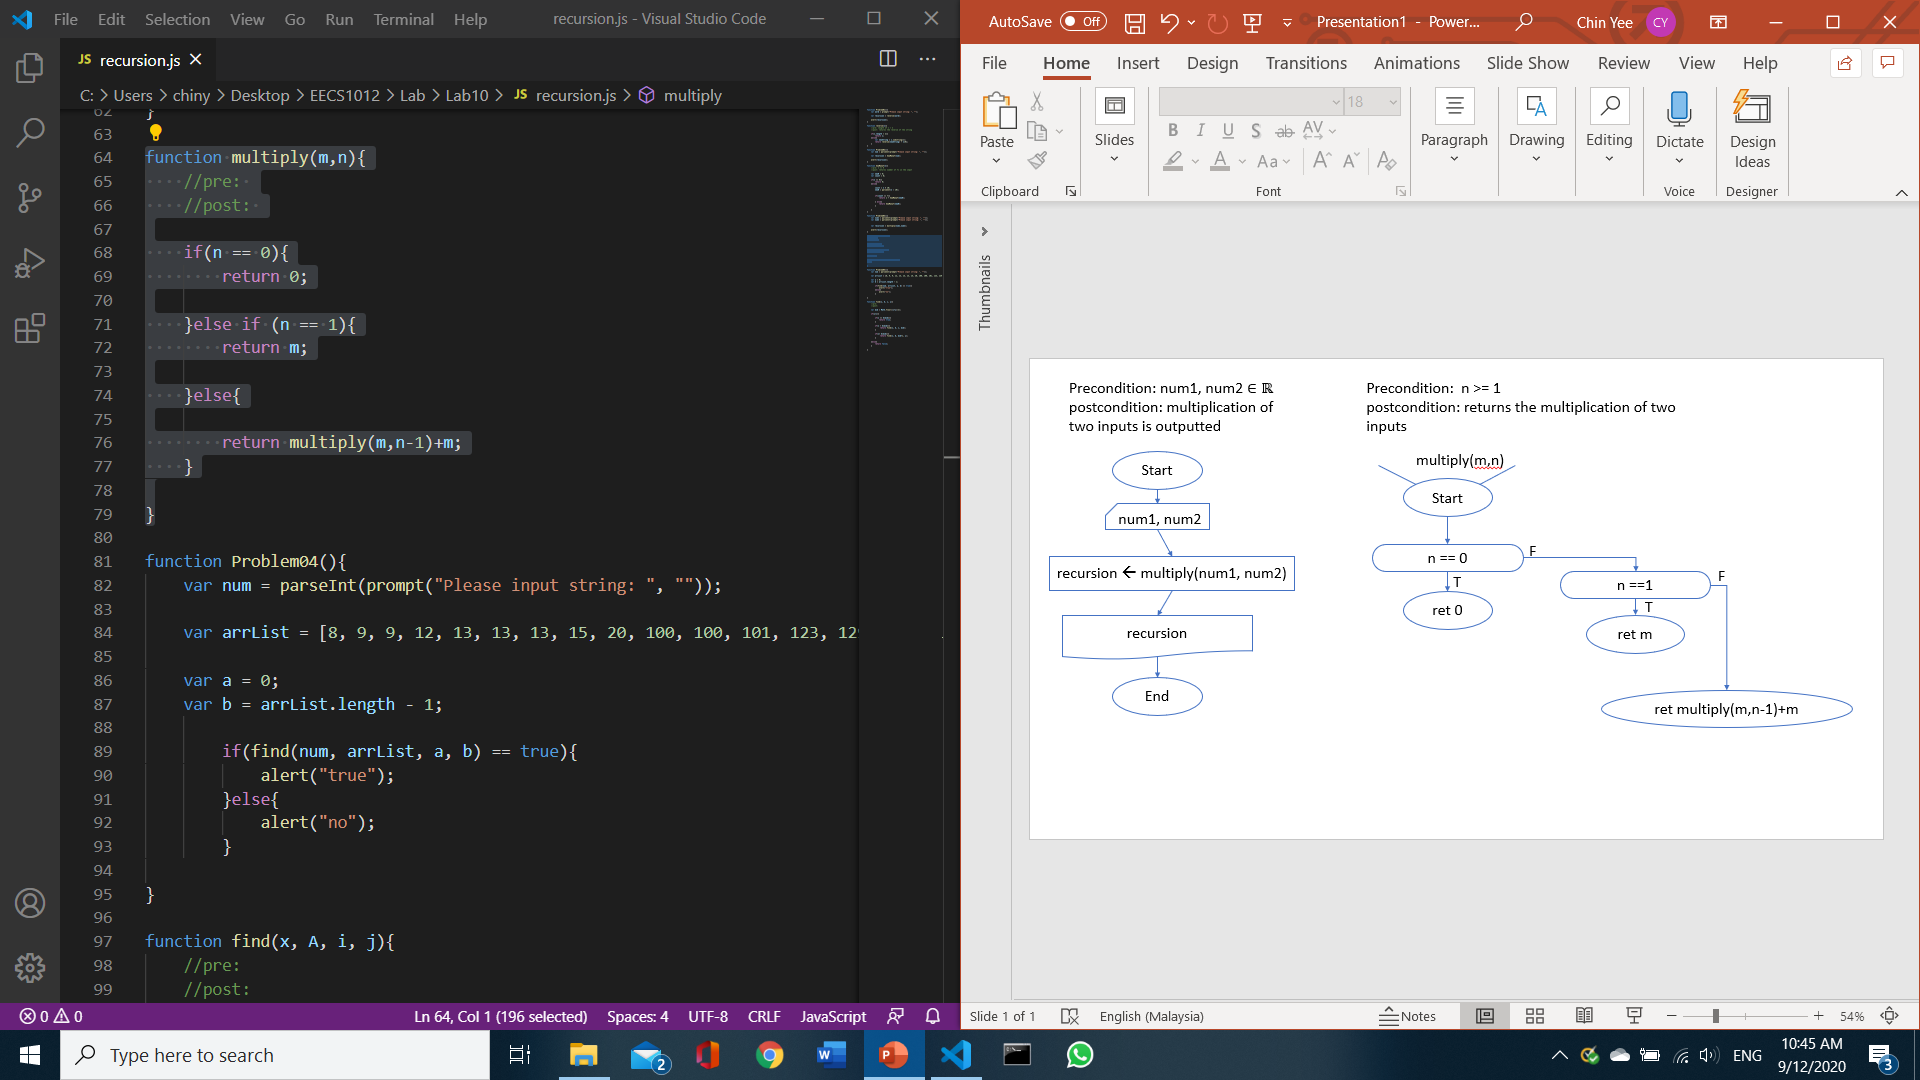 File Edit Selection View Go Run Terminal Help recursion.js - Visual Studio Code
JS recursion.js
C: > Users > chiny > Desktop > EECS1012 > Lab > Lab10 > JS recursion.js > multiply
62 }
63
64 function multiply(m,n){
65 //pre:
66 //post:
67
68 if(n == 0){
69 return 0;
70
71 }else if (n == 1){
72 return m;
73
74 }else{
75
76 return multiply(m,n-1)+m;
77 }
78
79 }
80
81 function Problem04(){
82 var num = parseInt(prompt("Please input string: ", ""));
83
84 var arrList = [8, 9, 9, 12, 13, 13, 13, 15, 20, 100, 100, 101, 123, 12
85
86 var a = 0;
87 var b = arrList.length - 1;
88
89 if(find(num, arrList, a, b) == true){
90 alert("true");
91 }else{
92 alert("no");
93 }
94
95 }
96
97 function find(x, A, i, j){
98 //pre:
99 //post:
0 0 Ln 64, Col 1 (196 selected) Spaces: 4 UTF-8 CRLF JavaScript
AutoSave Off Presentation1 - Power... Chin Yee CY
File Home Insert Design Transitions Animations Slide Show Review View Help
Paste
Clipboard
Slides
18
B I U S ab AV
A Aa A A A
Font
Paragraph
Drawing
Editing
Dictate
Voice
Design Ideas
Designer
Thumbnails
Precondition: num1, num2 ∈ ℝ
postcondition: multiplication of
two inputs is outputted
Start
num1, num2
recursion ← multiply(num1, num2)
recursion
End
Precondition: n >= 1
postcondition: returns the multiplication of two
inputs
multiply(m,n)
Start
n == 0
F
T
ret 0
n ==1
F
T
ret m
ret multiply(m,n-1)+m
Slide 1 of 1 English (Malaysia) Notes 54%
Type here to search
2
ENG
10:45 AM
9/12/2020
3